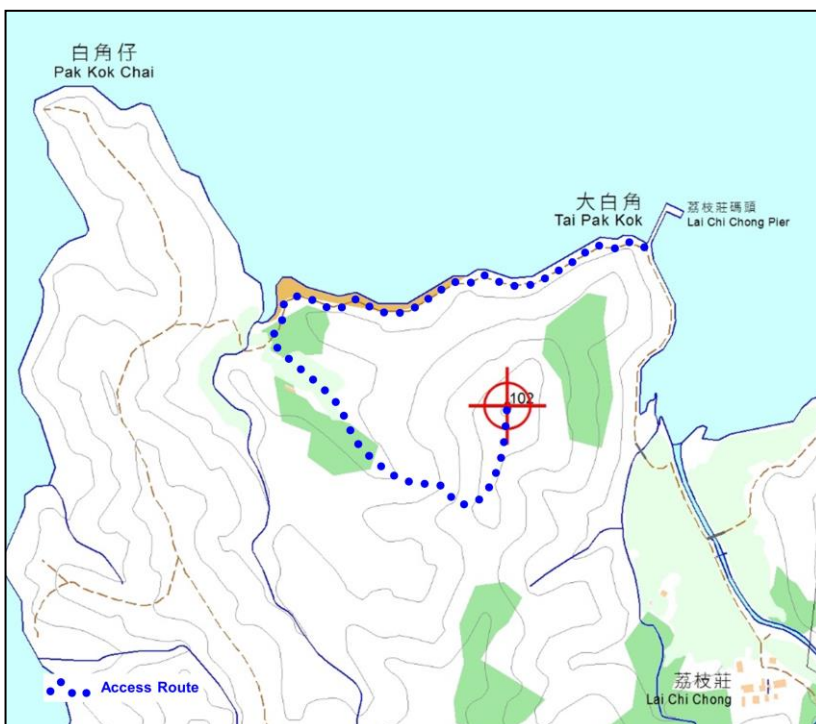 白角仔
Pak Kok Chai
大白角
Tai Pak Kok
荔枝莊碼頭
Lai Chi Chong Pier
102
荔枝莊
Lai Chi Chong
Access Route